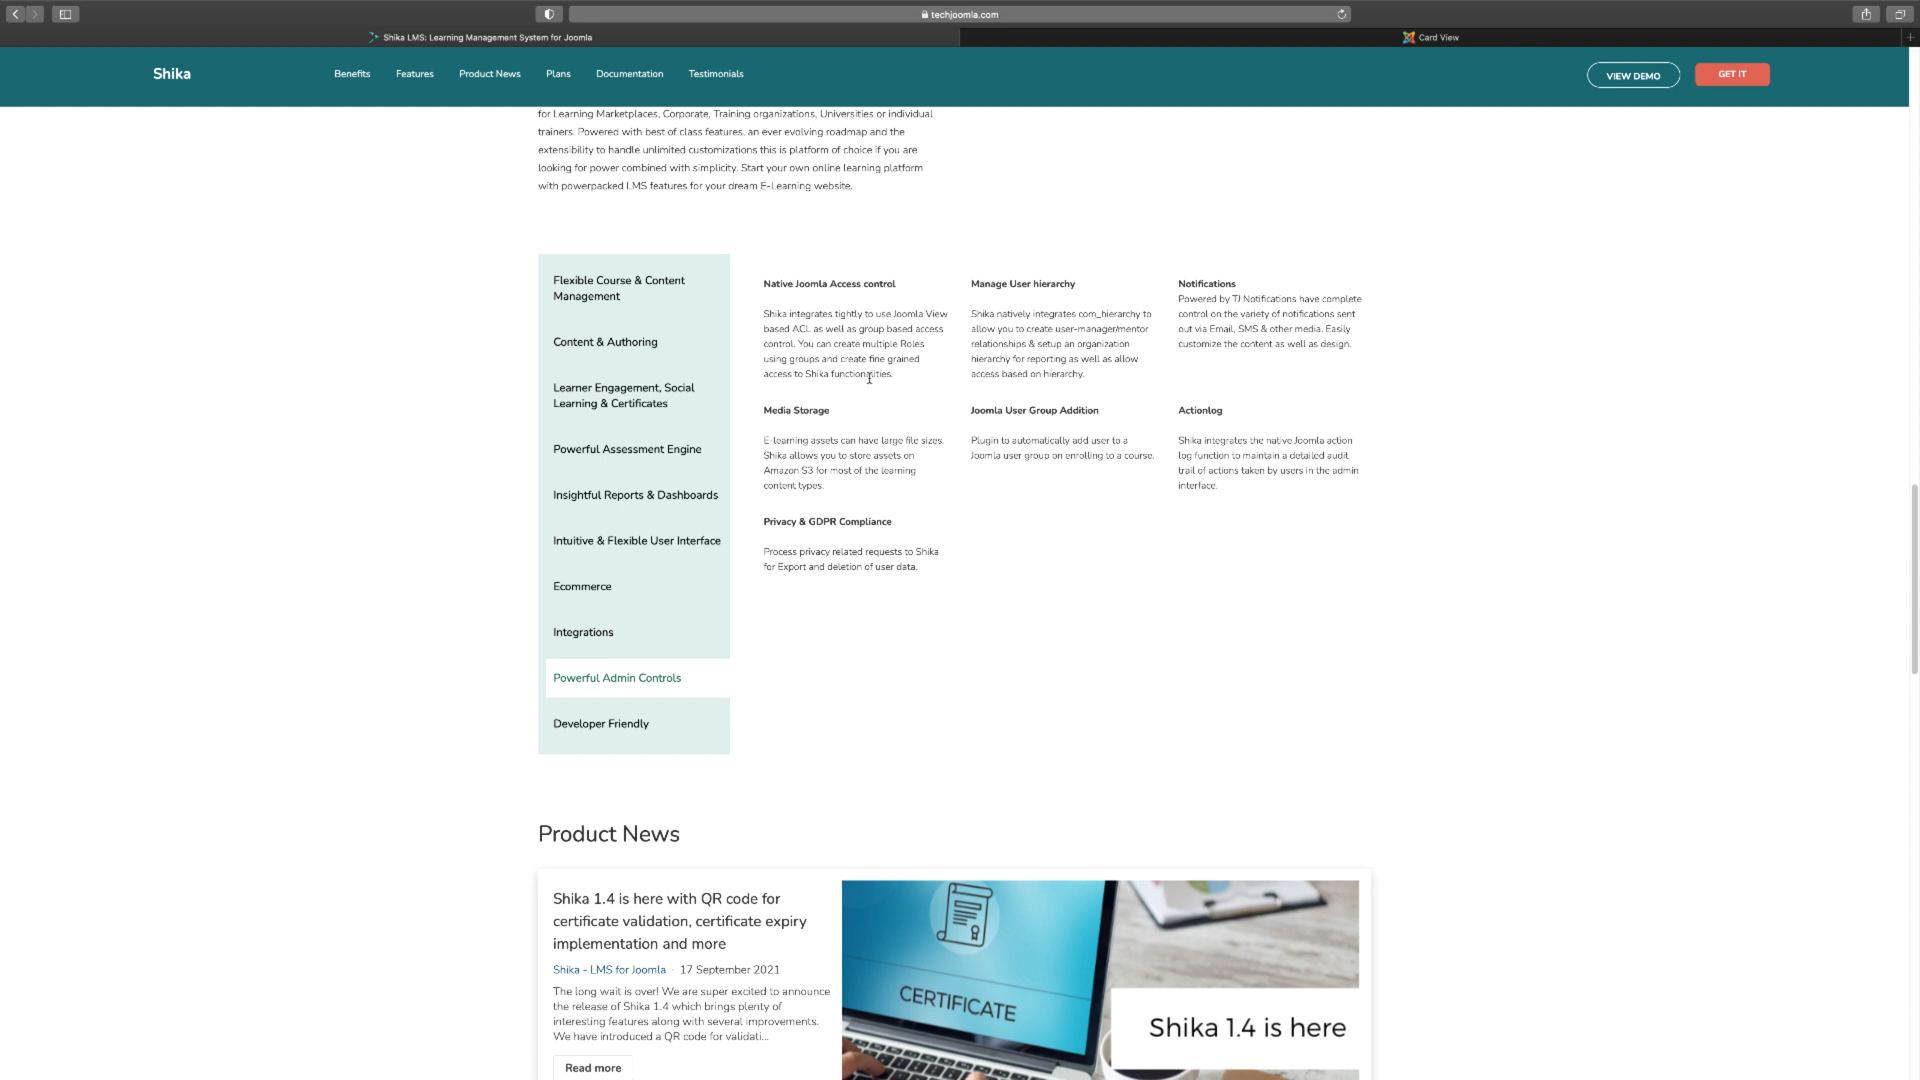 techjoomla.com
Shika LMS: Learning Management System for Joomla
Card View
Shika
Benefits
Features
Product News
Plans
Documentation
Testimonials
VIEW DEMO
GET IT
for Learning Marketplaces, Corporate, Training organizations, Universities or individual
trainers. Powered with best of class features, an ever evolving roadmap and the
extensibility to handle unlimited customizations this is platform of choice if you are
looking for power combined with simplicity. Start your own online learning platform
with powerpacked LMS features for your dream E-Learning website.
Flexible Course & Content
Management
Content & Authoring
Learner Engagement, Social
Learning & Certificates
Powerful Assessment Engine
Insightful Reports & Dashboards
Intuitive & Flexible User Interface
Ecommerce
Integrations
Powerful Admin Controls
Developer Friendly
Native Joomla Access control
Shika integrates tightly to use Joomla View
based ACL as well as group based access
control. You can create multiple Roles
using groups and create fine grained
access to Shika functionalities.
Manage User hierarchy
Shika natively integrates com_hierarchy to
allow you to create user-manager/mentor
relationships & setup an organization
hierarchy for reporting as well as allow
access based on hierarchy.
Notifications
Powered by TJ Notifications have complete
control on the variety of notifications sent
out via Email, SMS & other media. Easily
customize the content as well as design.
Media Storage
E-learning assets can have large file sizes.
Shika allows you to store assets on
Amazon S3 for most of the learning
content types.
Joomla User Group Addition
Plugin to automatically add user to a
Joomla user group on enrolling to a course.
Actionlog
Shika integrates the native Joomla action
log function to maintain a detailed audit
trail of actions taken by users in the admin
interface.
Privacy & GDPR Compliance
Process privacy related requests to Shika
for Export and deletion of user data.
Product News
Shika 1.4 is here with QR code for
certificate validation, certificate expiry
implementation and more
Shika - LMS for Joomla · 17 September 2021
The long wait is over! We are super excited to announce
the release of Shika 1.4 which brings plenty of
interesting features along with several improvements.
We have introduced a QR code for validati...
Read more
CERTIFICATE
Shika 1.4 is here